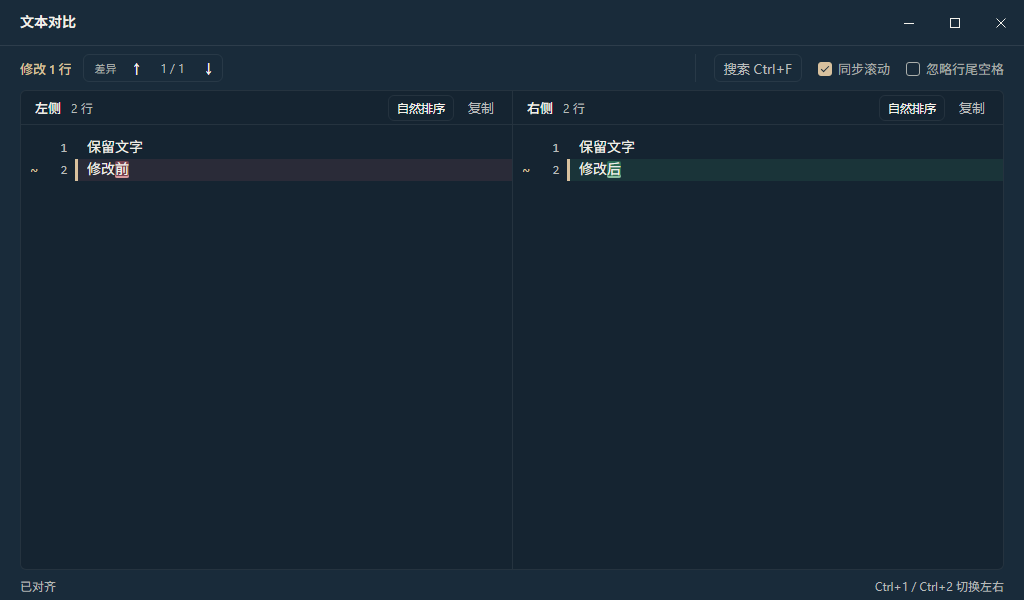 文本对比
修改 1 行 差异 ↑ 1 / 1 ↓ 搜索 Ctrl+F 同步滚动 忽略行尾空格
左侧 2 行 自然排序 复制
1 保留文字
~ 2 修改前
右侧 2 行 自然排序 复制
1 保留文字
~ 2 修改后
已对齐 Ctrl+1 / Ctrl+2 切换左右